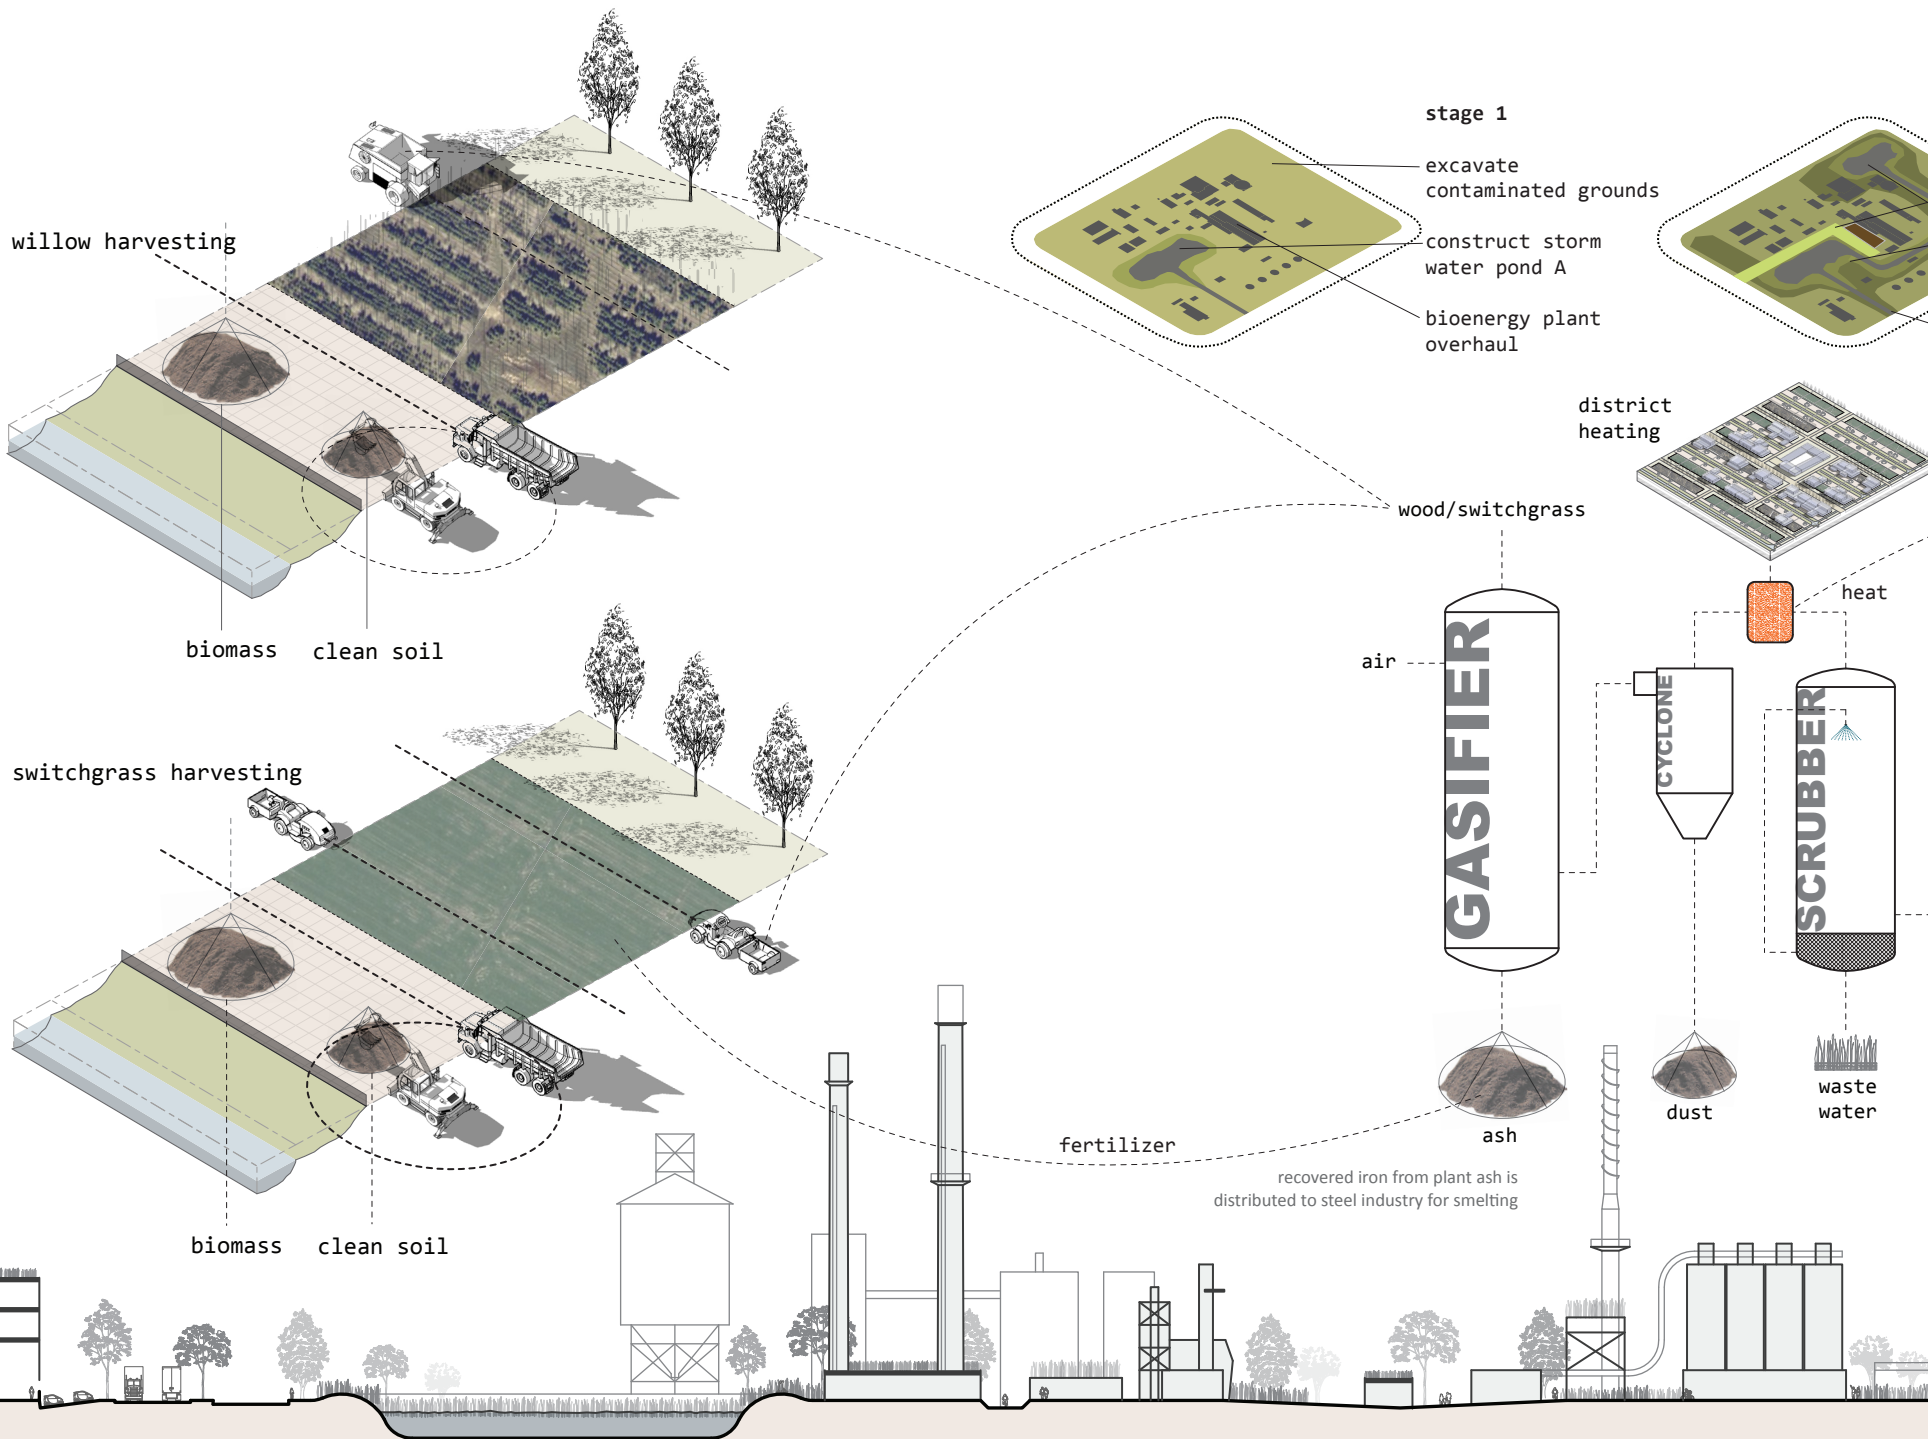 stage 1
excavate
contaminated grounds
construct storm
water pond A
bioenergy plant
overhaul
willow harvesting
biomass
clean soil
district
heating
wood/switchgrass
heat
air
GASIFIER
CYCLONE
SCRUBBER
switchgrass harvesting
biomass
clean soil
fertilizer
ash
dust
waste
water
recovered iron from plant ash is
distributed to steel industry for smelting